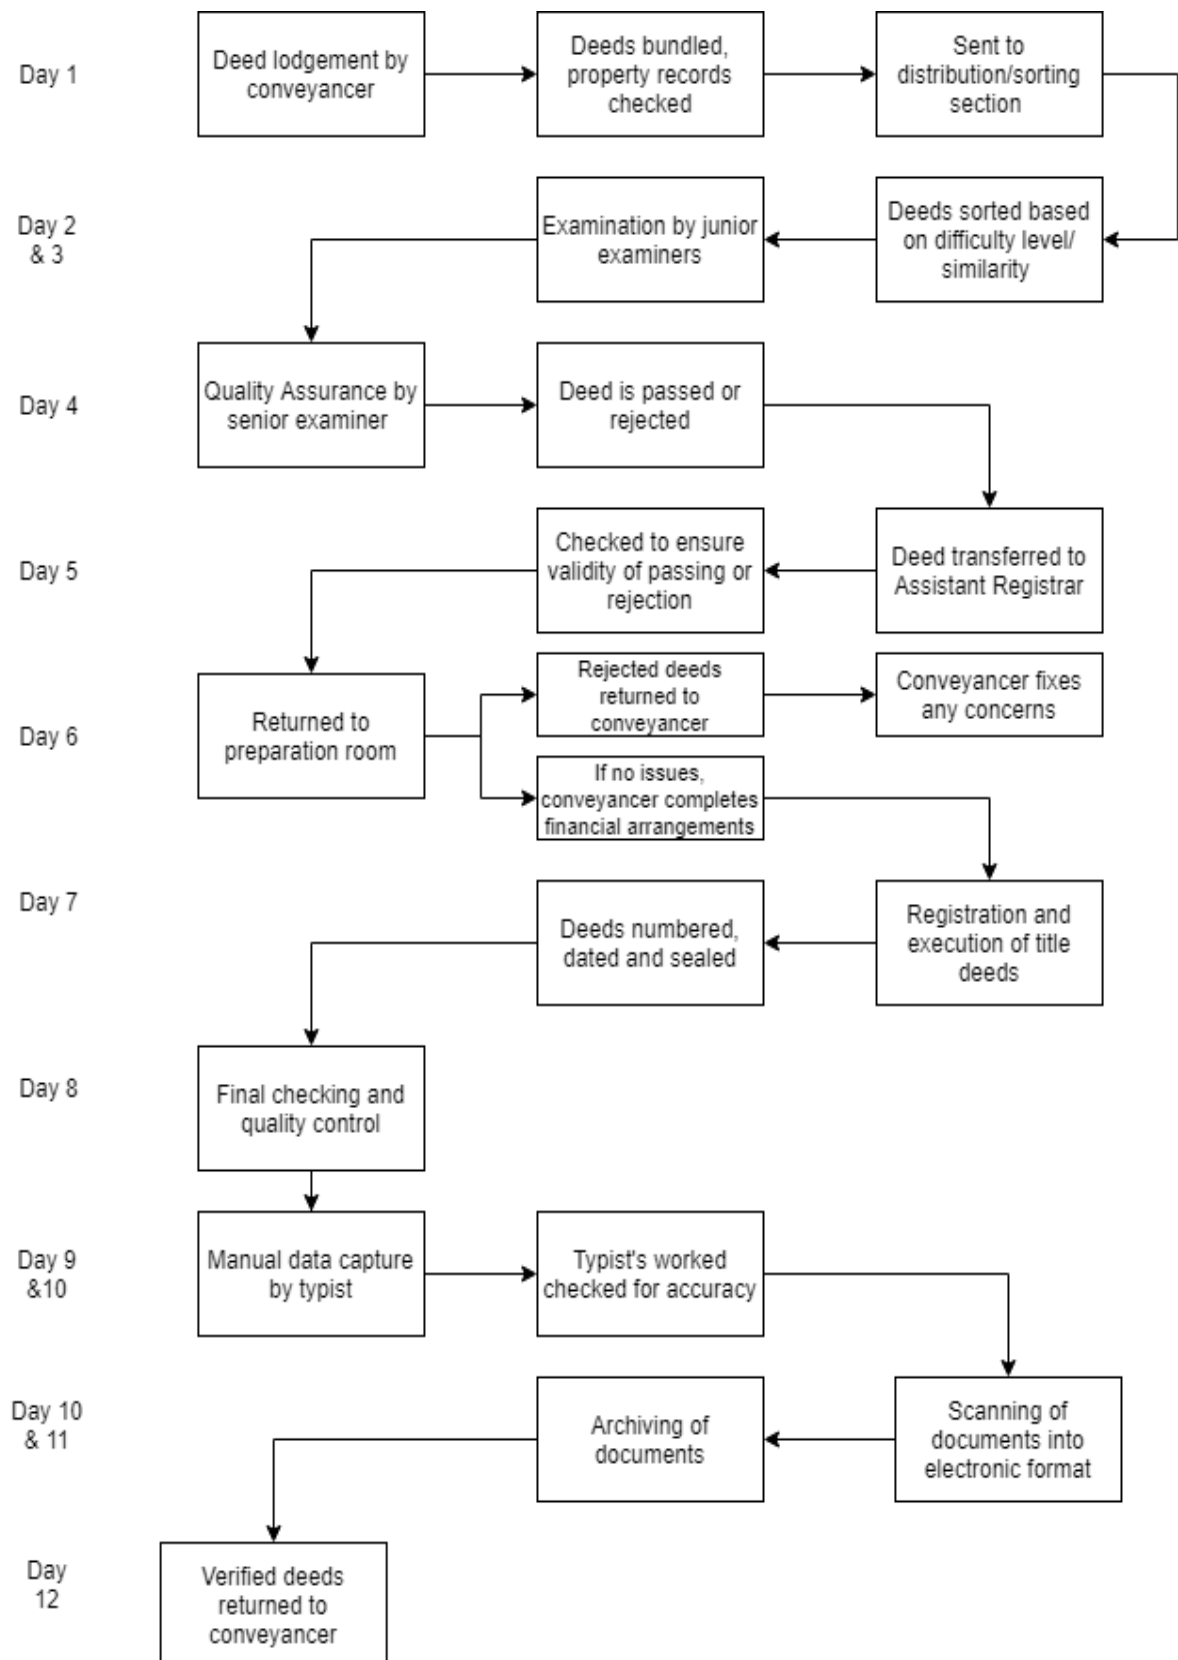 Day 1
Deed lodgement by
conveyancer
Deeds bundled,
property records
checked
Sent to
distribution/sorting
section
Day 2
& 3
Examination by junior
examiners
Deeds sorted based
on difficulty level/
similarity
Day 4
Quality Assurance by
senior examiner
Deed is passed or
rejected
Day 5
Checked to ensure
validity of passing or
rejection
Deed transferred to
Assistant Registrar
Day 6
Returned to
preparation room
Rejected deeds
returned to
conveyancer
Conveyancer fixes
any concerns
If no issues,
conveyancer completes
financial arrangements
Day 7
Deeds numbered,
dated and sealed
Registration and
execution of title
deeds
Day 8
Final checking and
quality control
Day 9
&10
Manual data capture
by typist
Typist's worked
checked for accuracy
Day 10
& 11
Archiving of
documents
Scanning of
documents into
electronic format
Day
12
Verified deeds
returned to
conveyancer